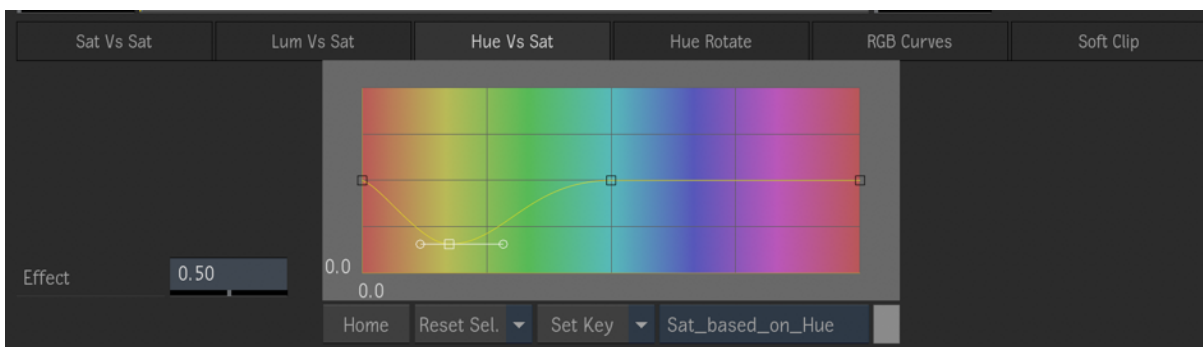 Sat Vs Sat
Lum Vs Sat
Hue Vs Sat
Hue Rotate
RGB Curves
Soft Clip
Effect
0.50
0.0
0.0
Home
Reset Sel.
Set Key
Sat_based_on_Hue